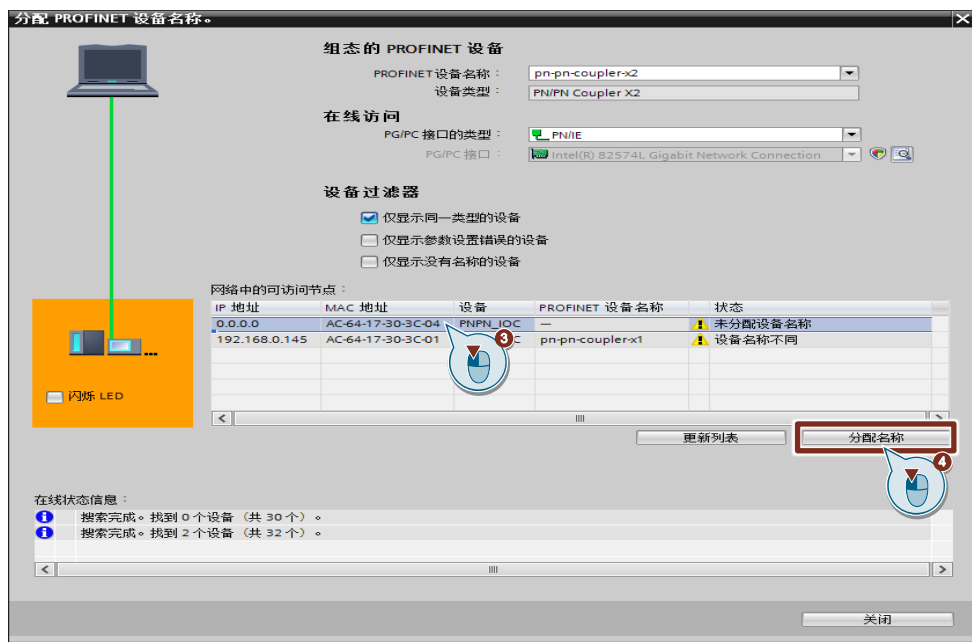 分配 PROFINET 设备名称。
组态的 PROFINET 设备
PROFINET设备名称： pn-pn-coupler-x2
设备类型： PN/PN Coupler X2
在线访问
PG/PC 接口的类型： PN/IE
PG/PC 接口： Intel(R) 82574L Gigabit Network Connection
设备过滤器
仅显示同一类型的设备
仅显示参数设置错误的设备
仅显示没有名称的设备
网络中的可访问节点：
IP 地址 MAC 地址 设备 PROFINET 设备名称 状态
0.0.0.0 AC-64-17-30-3C-04 PNPN_IOC — 未分配设备名称
192.168.0.145 AC-64-17-30-3C-01 pn-pn-coupler-x1 设备名称不同
3
闪烁 LED
更新列表 分配名称
4
在线状态信息：
搜索完成。找到 0 个设备（共 30 个）。
搜索完成。找到 2 个设备（共 32 个）。
关闭